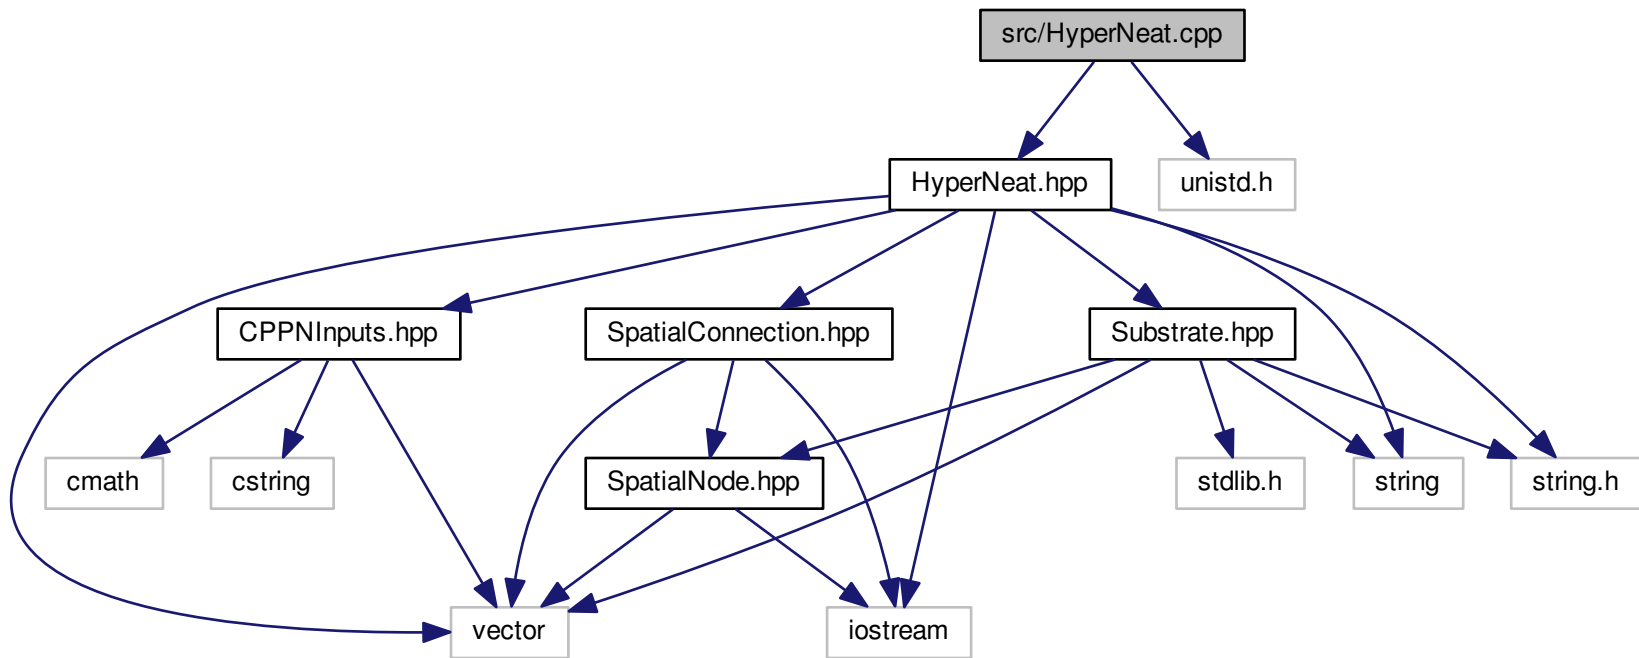 src/HyperNeat.cpp
HyperNeat.hpp
unistd.h
CPPNInputs.hpp
SpatialConnection.hpp
Substrate.hpp
cmath
cstring
SpatialNode.hpp
stdlib.h
string
string.h
vector
iostream